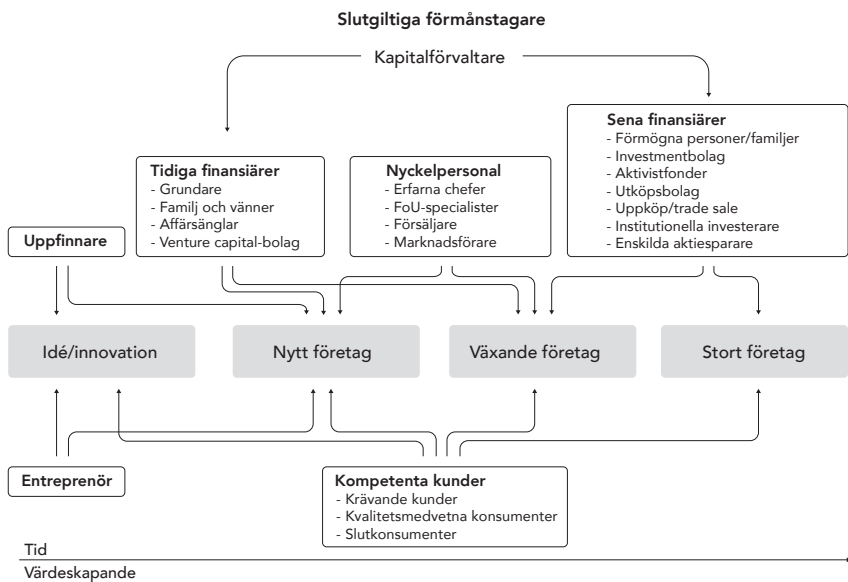 Slutgiltiga förmånstagare
Kapitalförvaltare
Sena finansiärer
- Förmögna personer/familjer
- Investmentbolag
- Aktivistfonder
- Utköpsbolag
- Uppköp/trade sale
- Institutionella investerare
- Enskilda aktiesparare
Tidiga finansiärer
- Grundare
- Familj och vänner
- Affärsänglar
- Venture capital-bolag
Nyckelpersonal
- Erfarna chefer
- FoU-specialister
- Försäljare
- Marknadsförare
Uppfinnare
Idé/innovation
Nytt företag
Växande företag
Stort företag
Entreprenör
Kompetenta kunder
- Krävande kunder
- Kvalitetsmedvetna konsumenter
- Slutkonsumenter
Tid
Värdeskapande